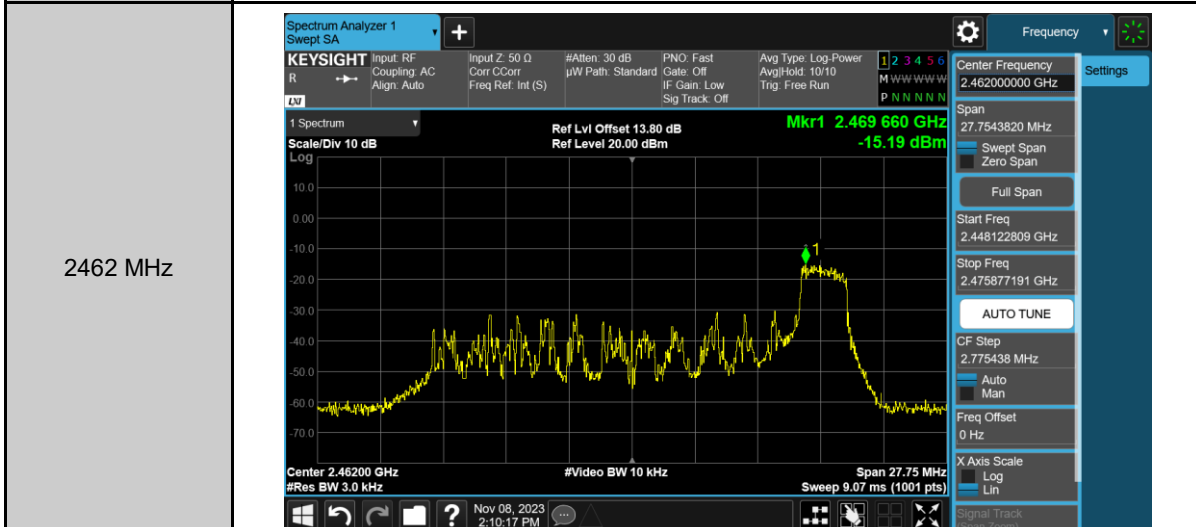 2462 MHz
Spectrum Analyzer 1
Swept SA
Frequency
KEYSIGHT
R
LXI
Input: RF
Coupling: AC
Align: Auto
Input Z: 50 Ω
Corr CCorr
Freq Ref: Int (S)
#Atten: 30 dB
µW Path: Standard
PNO: Fast
Gate: Off
IF Gain: Low
Sig Track: Off
Avg Type: Log-Power
Avg|Hold: 10/10
Trig: Free Run
1 2 3 4 5 6
M W W W W W
P N N N N N
1 Spectrum
Scale/Div 10 dB
Ref Lvl Offset 13.80 dB
Ref Level 20.00 dBm
Mkr1 2.469 660 GHz
-15.19 dBm
Log
10.0
0.00
-10.0
-20.0
-30.0
-40.0
-50.0
-60.0
-70.0
1
Center 2.46200 GHz
#Res BW 3.0 kHz
#Video BW 10 kHz
Span 27.75 MHz
Sweep 9.07 ms (1001 pts)
Center Frequency
2.462000000 GHz
Settings
Span
27.7543820 MHz
Swept Span
Zero Span
Full Span
Start Freq
2.448122809 GHz
Stop Freq
2.475877191 GHz
AUTO TUNE
CF Step
2.775438 MHz
Auto
Man
Freq Offset
0 Hz
X Axis Scale
Log
Lin
Signal Track
(Span Zoom)
?
Nov 08, 2023
2:10:17 PM